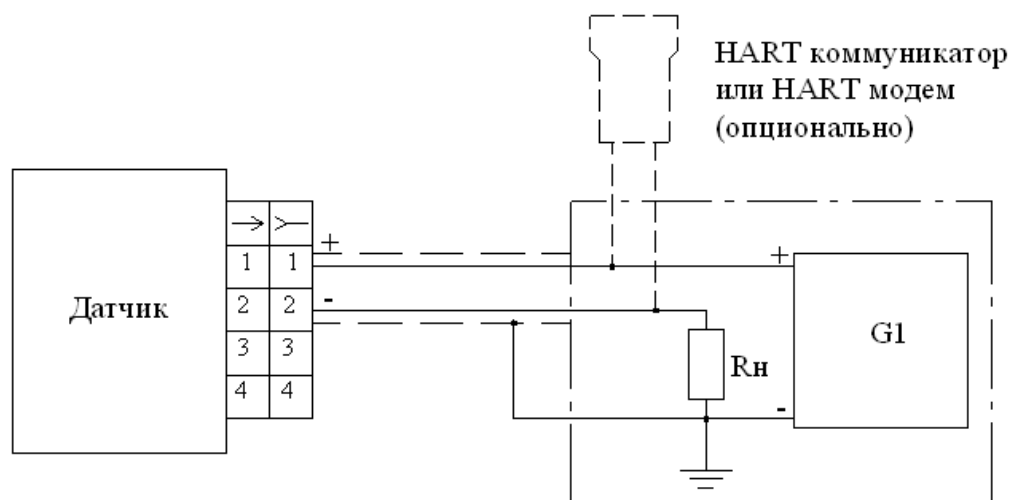 HART коммуникатор
или HART модем
(опционально)
+
1 1
+
Датчик
-
2 2
3 3
G1
Rн
4 4
-